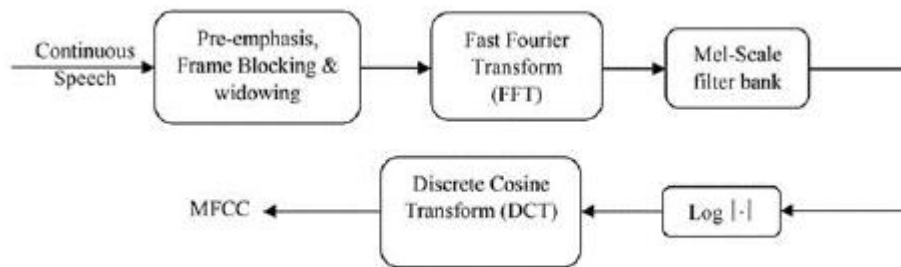 Continuous
Speech
Pre-emphasis,
Frame Blocking &
widowing
Fast Fourier
Transform
(FFT)
Mel-Scale
filter bank
MFCC
Discrete Cosine
Transform (DCT)
Log |·|